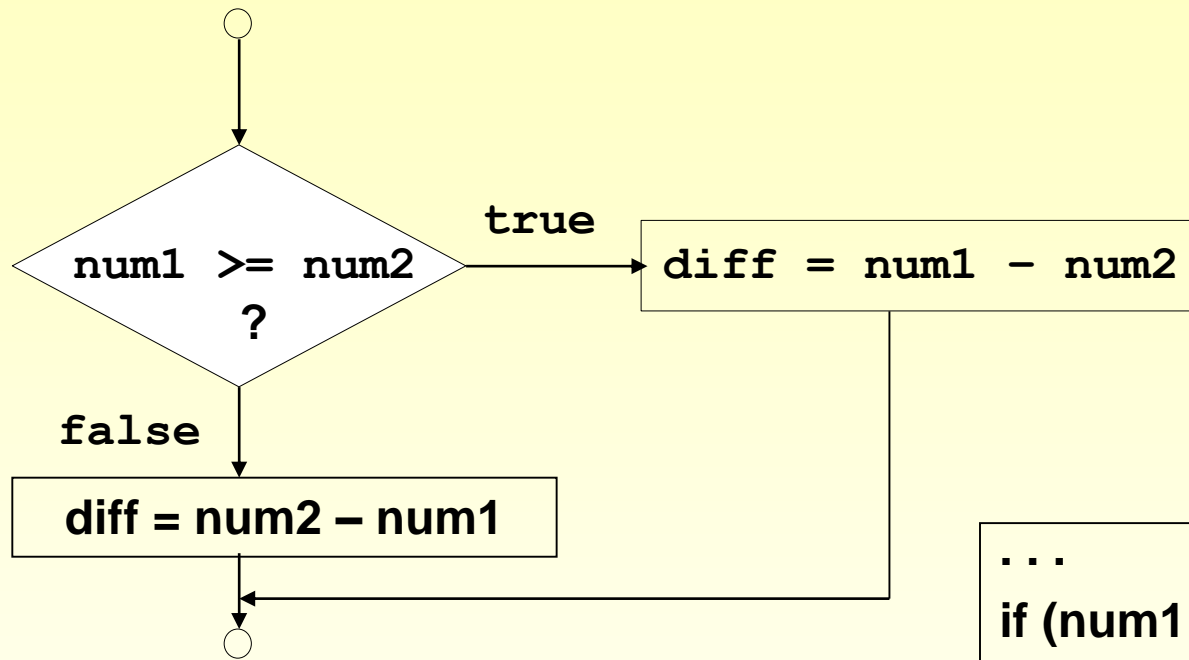 true
num1 >= num2
?
diff = num1 − num2
false
diff = num2 – num1
. . .
if (num1